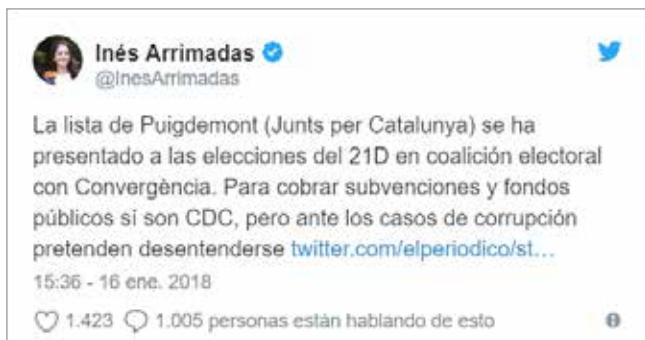 Inés Arrimadas
@InesArrimadas
La lista de Puigdemont (Junts per Catalunya) se ha
presentado a las elecciones del 21D en coalición electoral
con Convergència. Para cobrar subvenciones y fondos
públicos si son CDC, pero ante los casos de corrupción
pretenden desentenderse twitter.com/elperiodico/st…
15:36 - 16 ene. 2018
1.423 1.005 personas están hablando de esto